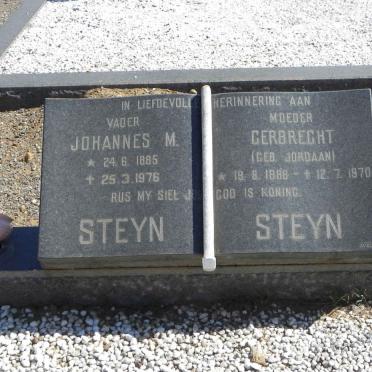 IN LIEFDEVOLLE HERINNERING AAN
VADER
JOHANNES M.
* 24.6.1885
✝ 25.3.1976
MOEDER
GERBRECHT
(GEB. JORDAAN)
* 19.8.1886 - ✝ 12.7.1970
RUS MY SIEL GOD IS KONING.
STEYN
STEYN